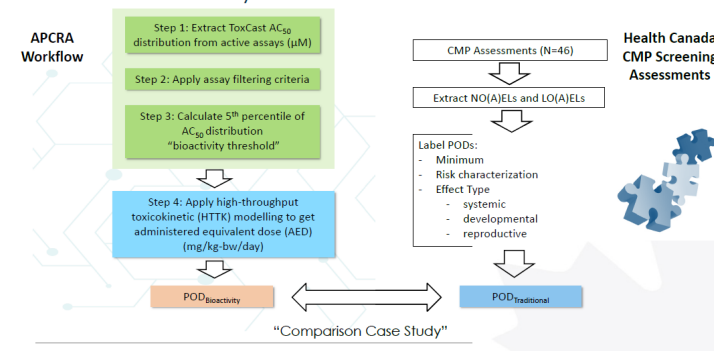 APCRA
Workflow
Step 1: Extract ToxCast AC50
distribution from active assays (μM)
Step 2: Apply assay filtering criteria
Step 3: Calculate 5th percentile of
AC50 distribution
“bioactivity threshold”
Step 4: Apply high-throughput
toxicokinetic (HTTK) modelling to get
administered equivalent dose (AED)
(mg/kg-bw/day)
PODBioactivity
Health Canada
CMP Screening
Assessments
CMP Assessments (N=46)
Extract NO(A)ELs and LO(A)ELs
Label PODs:
- Minimum
- Risk characterization
- Effect Type
- systemic
- developmental
- reproductive
PODTraditional
“Comparison Case Study”